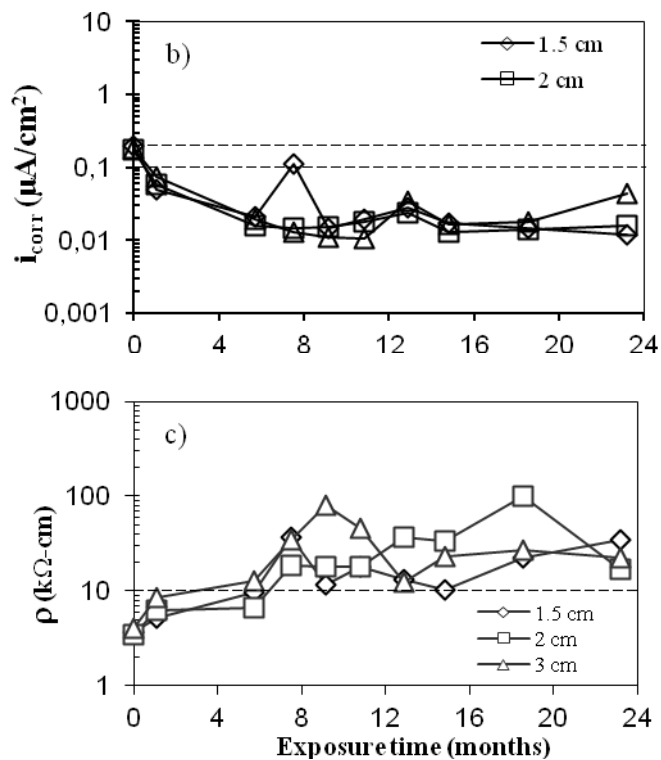 10
b)
1.5 cm
2 cm
1
0,1
0,01
0,001
i_corr (µA/cm²)
0 4 8 12 16 20 24
1000
c)
100
10
1
ρ (kΩ-cm)
1.5 cm
2 cm
3 cm
0 4 8 12 16 20 24
Exposure time (months)